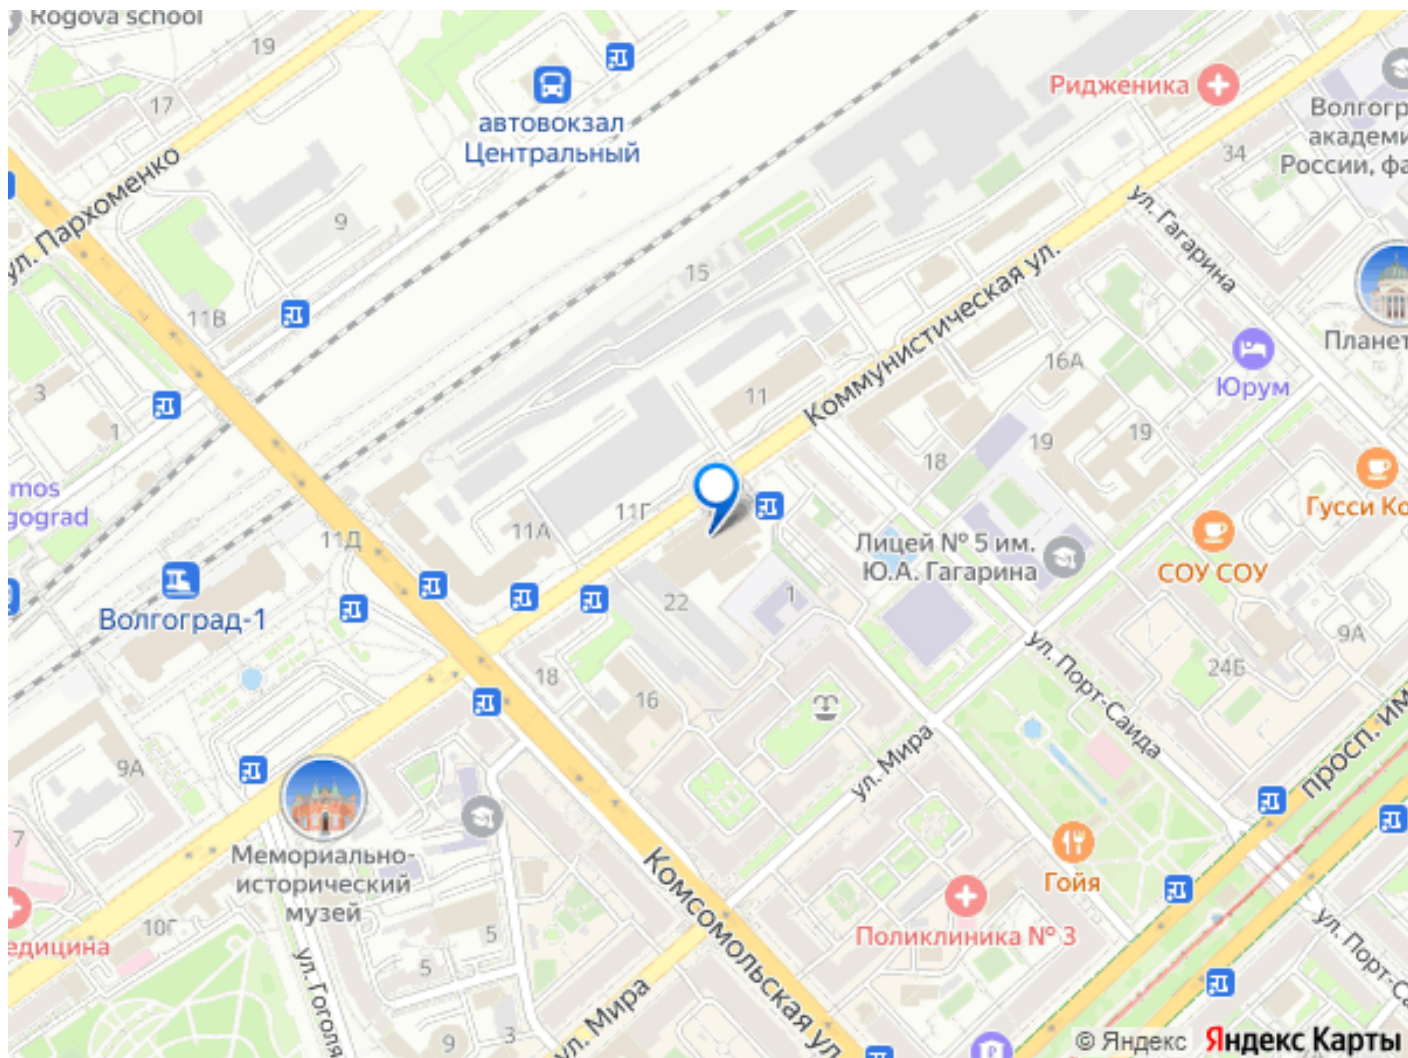 Rogova school
19
17
автовокзал
Центральный
Ридженика
Волгогр
академи
России, фа
34
ул. Пархоменко
9
ул. Гагарина
15
Коммунистическая ул.
11В
Планет
3
16А
Юрум
11
1
19
19
18
mos
gograd
Гусси Ко
11Г
11А
11Д
Лицей № 5 им.
Ю.А. Гагарина
СОУ СОУ
Волгоград-1
22
1
9А
ул. Порт-Саида
24Б
18
16
просп. им
ул. Мира
9А
7
Мемориально-
исторический
музей
Комсомольская ул.
Гойя
10Г
едицина
5
Поликлиника № 3
5
ул. Гоголя
ул. Порт-Са
ул. Мира
3
9
© Яндекс Яндекс Карты